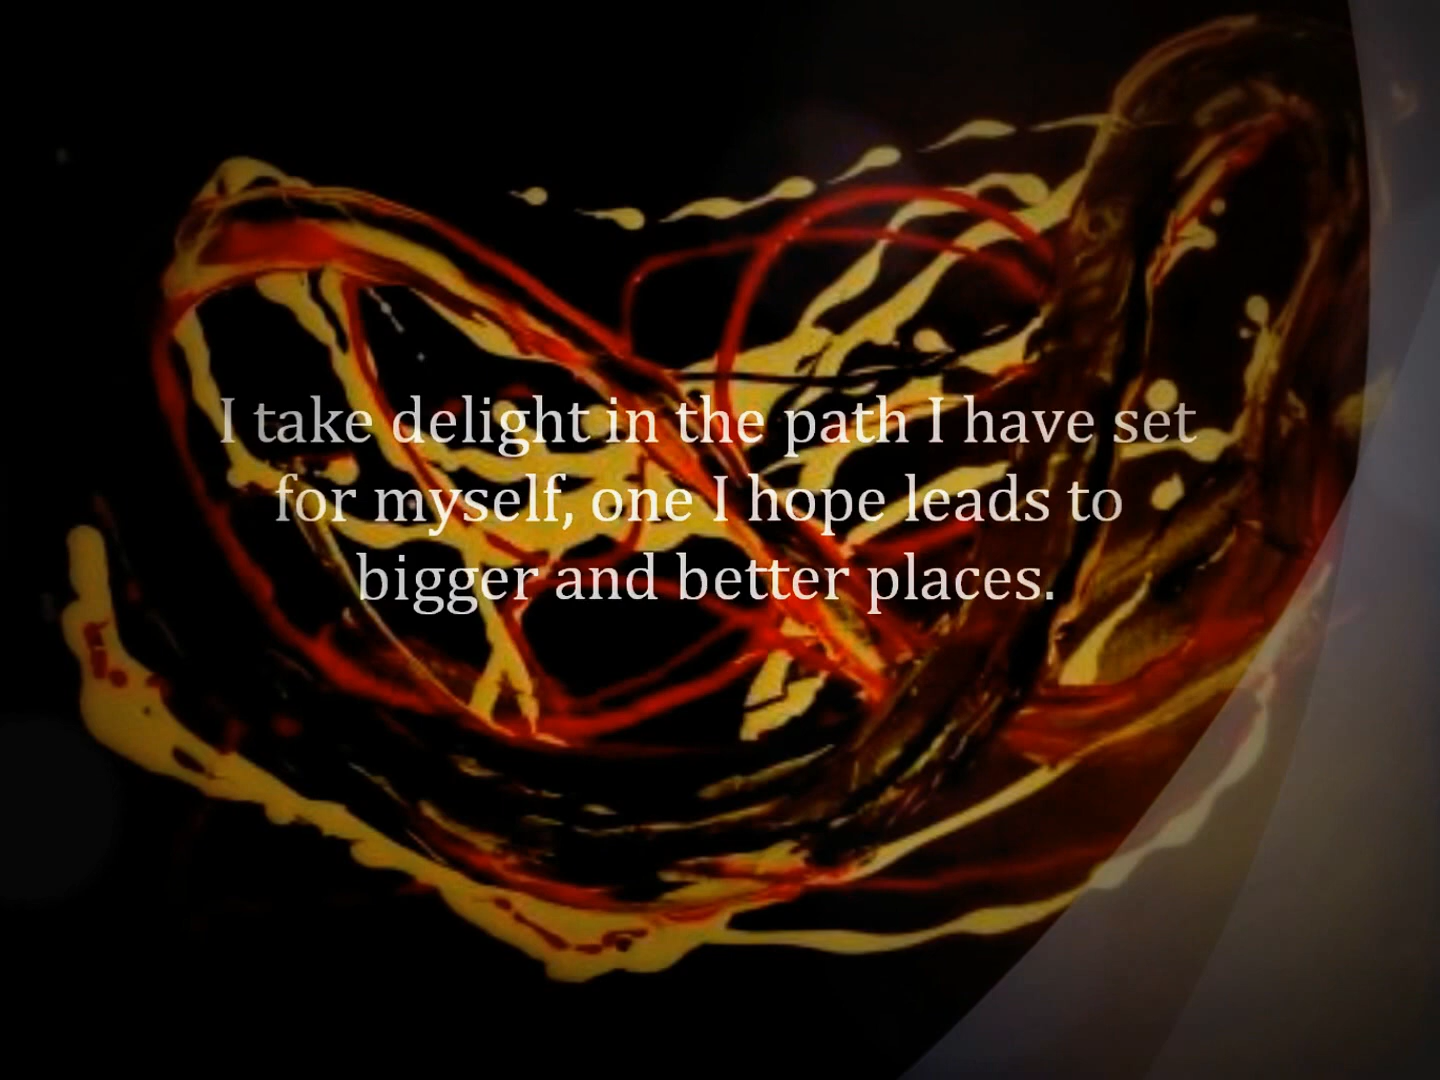 I take delight in the path I have set
for myself, one I hope leads to
bigger and better places.